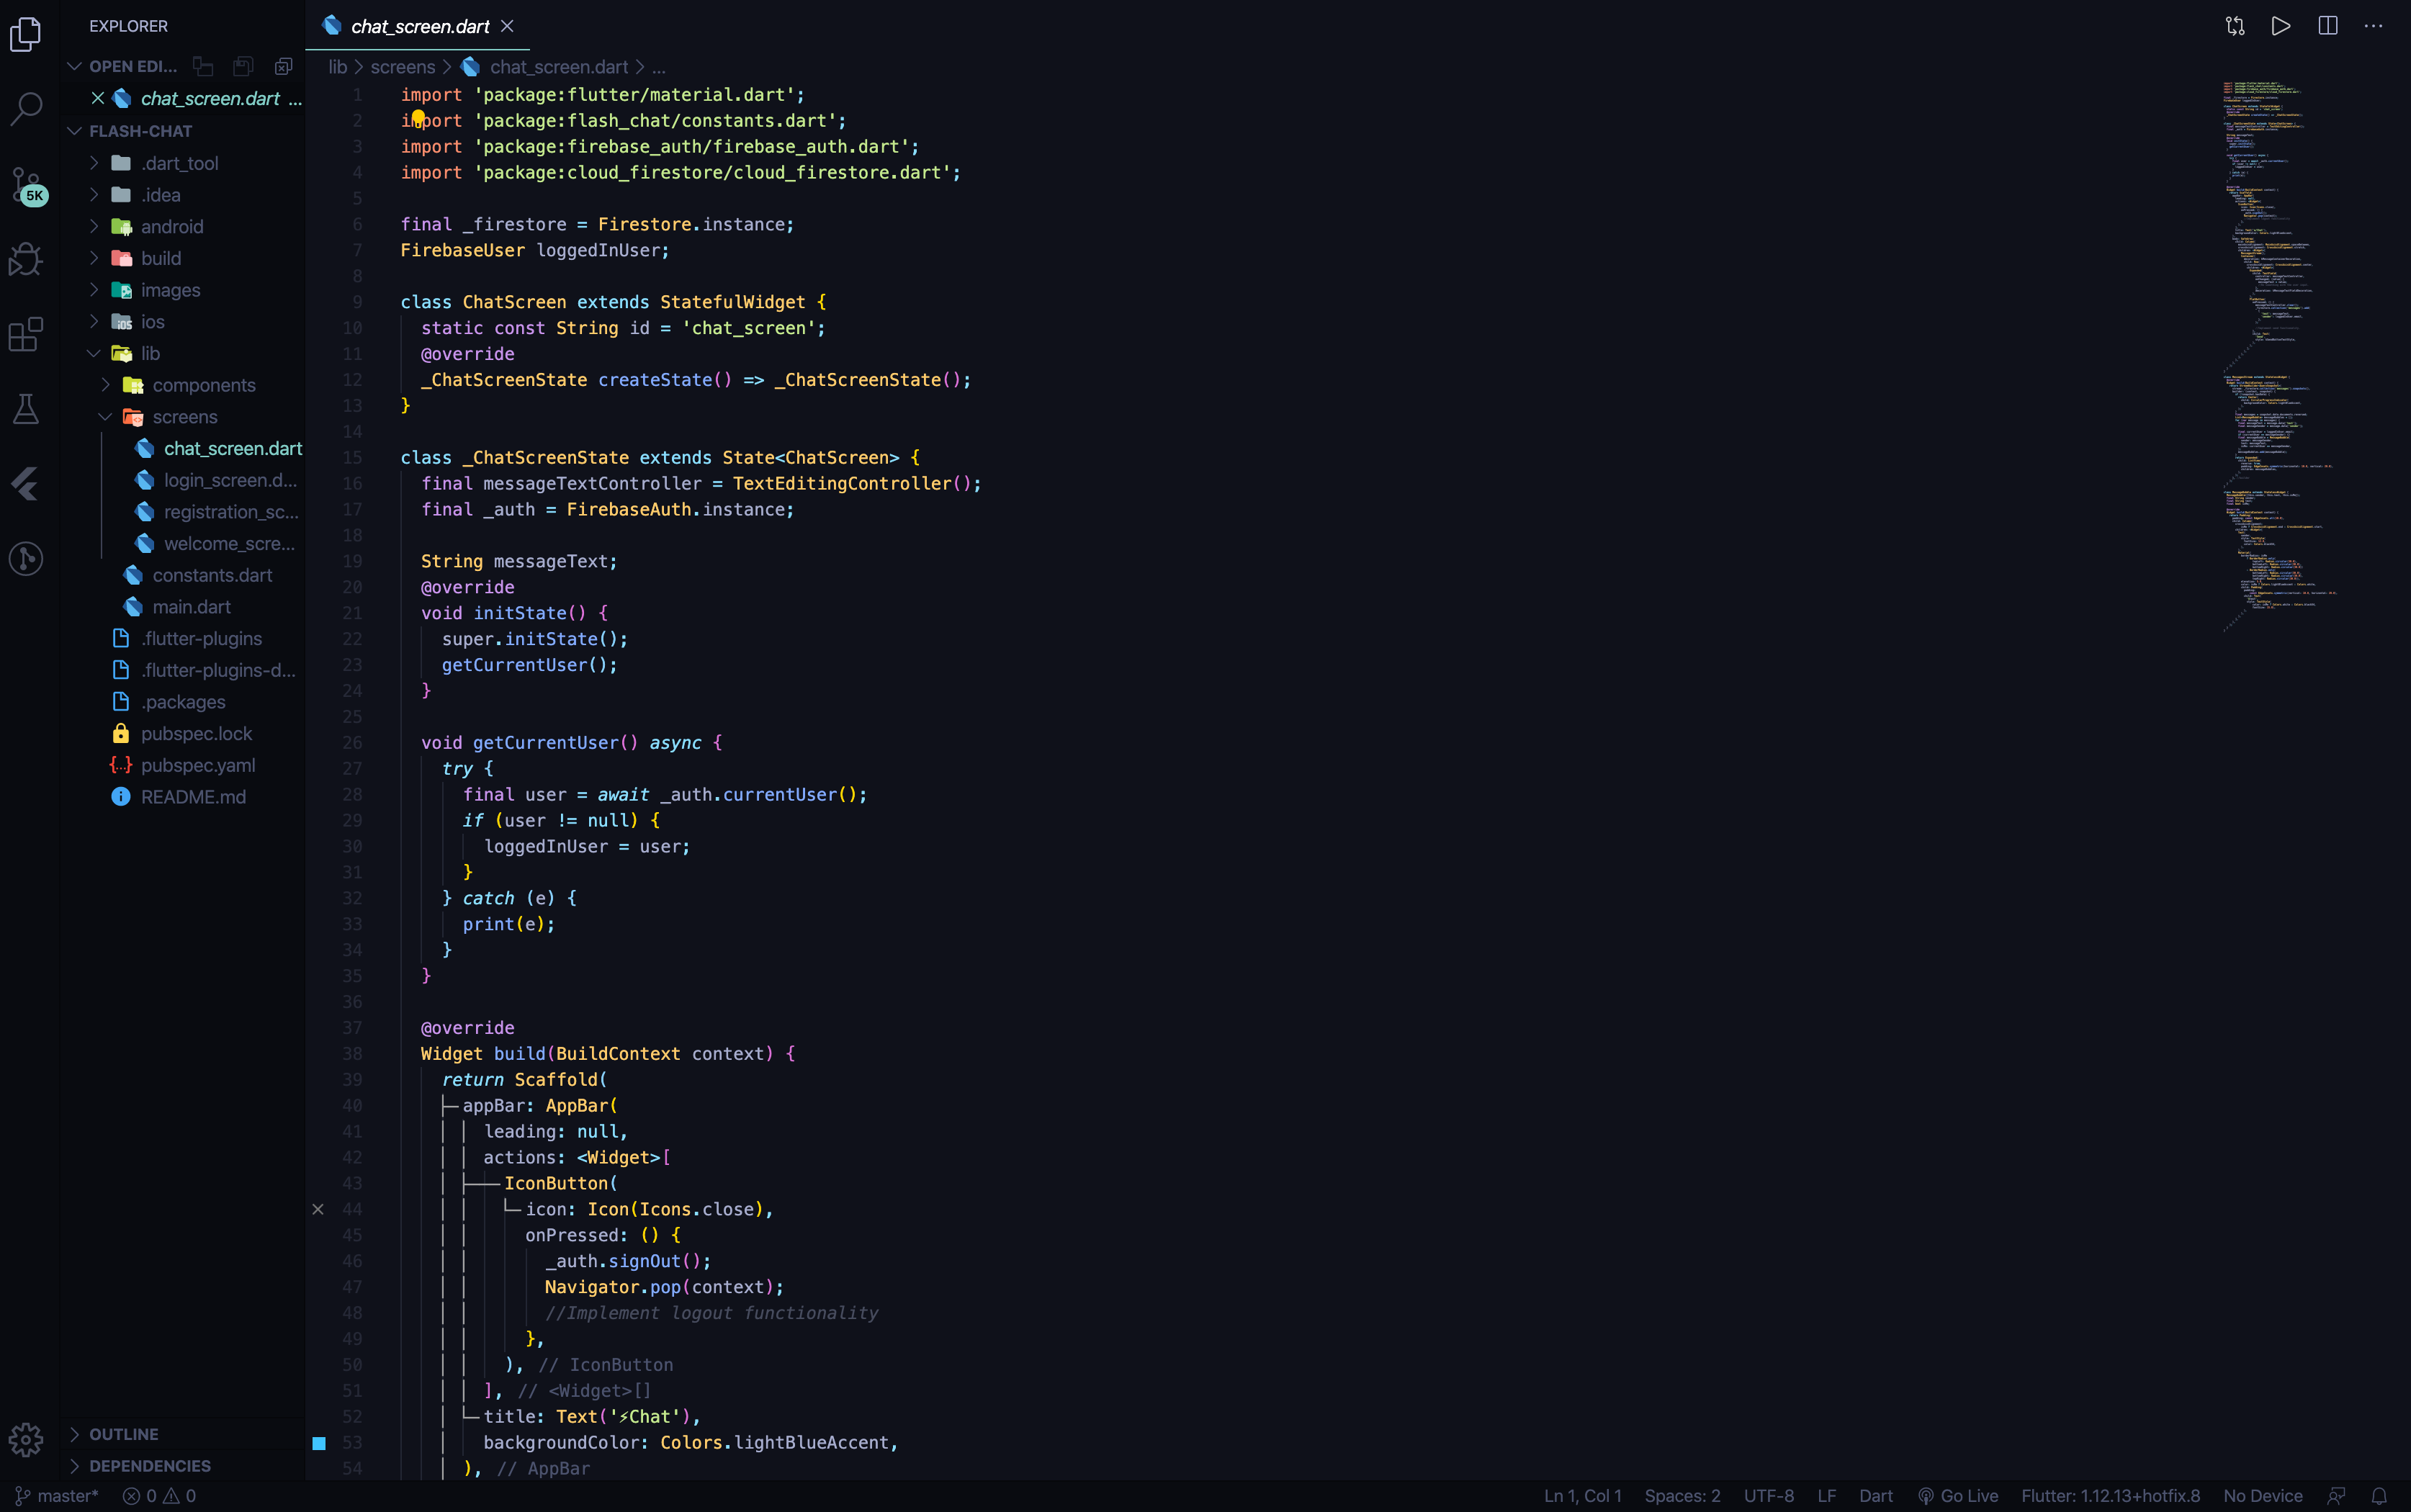 EXPLORER
OPEN EDI...
chat_screen.dart ...
FLASH-CHAT
.dart_tool
.idea
android
build
images
ios
lib
components
screens
chat_screen.dart
login_screen.d...
registration_sc...
welcome_scre...
constants.dart
main.dart
.flutter-plugins
.flutter-plugins-d...
.packages
pubspec.lock
pubspec.yaml
README.md
OUTLINE
DEPENDENCIES
5K
chat_screen.dart
lib > screens > chat_screen.dart > ...
1 import 'package:flutter/material.dart';
2 import 'package:flash_chat/constants.dart';
3 import 'package:firebase_auth/firebase_auth.dart';
4 import 'package:cloud_firestore/cloud_firestore.dart';
5
6 final _firestore = Firestore.instance;
7 FirebaseUser loggedInUser;
8
9 class ChatScreen extends StatefulWidget {
10 static const String id = 'chat_screen';
11 @override
12 _ChatScreenState createState() => _ChatScreenState();
13 }
14
15 class _ChatScreenState extends State<ChatScreen> {
16 final messageTextController = TextEditingController();
17 final _auth = FirebaseAuth.instance;
18
19 String messageText;
20 @override
21 void initState() {
22 super.initState();
23 getCurrentUser();
24 }
25
26 void getCurrentUser() async {
27 try {
28 final user = await _auth.currentUser();
29 if (user != null) {
30 loggedInUser = user;
31 }
32 } catch (e) {
33 print(e);
34 }
35 }
36
37 @override
38 Widget build(BuildContext context) {
39 return Scaffold(
40 appBar: AppBar(
41 leading: null,
42 actions: <Widget>[
43 IconButton(
44 icon: Icon(Icons.close),
45 onPressed: () {
46 _auth.signOut();
47 Navigator.pop(context);
48 //Implement logout functionality
49 },
50 ), // IconButton
51 ], // <Widget>[]
52 title: Text('⚡Chat'),
53 backgroundColor: Colors.lightBlueAccent,
54 ), // AppBar
master* 0 0 Ln 1, Col 1 Spaces: 2 UTF-8 LF Dart Go Live Flutter: 1.12.13+hotfix.8 No Device